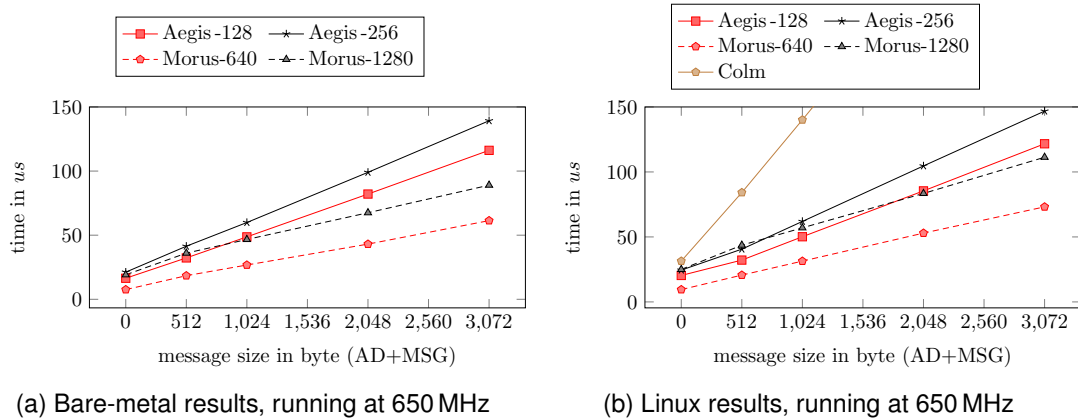 Aegis-128 Aegis-256
Morus-640 Morus-1280
150
100
50
0
time in us
0 512 1,024 1,536 2,048 2,560 3,072
message size in byte (AD+MSG)
(a) Bare-metal results, running at 650 MHz
Aegis-128 Aegis-256
Morus-640 Morus-1280
Colm
150
100
50
0
time in us
0 512 1,024 1,536 2,048 2,560 3,072
message size in byte (AD+MSG)
(b) Linux results, running at 650 MHz